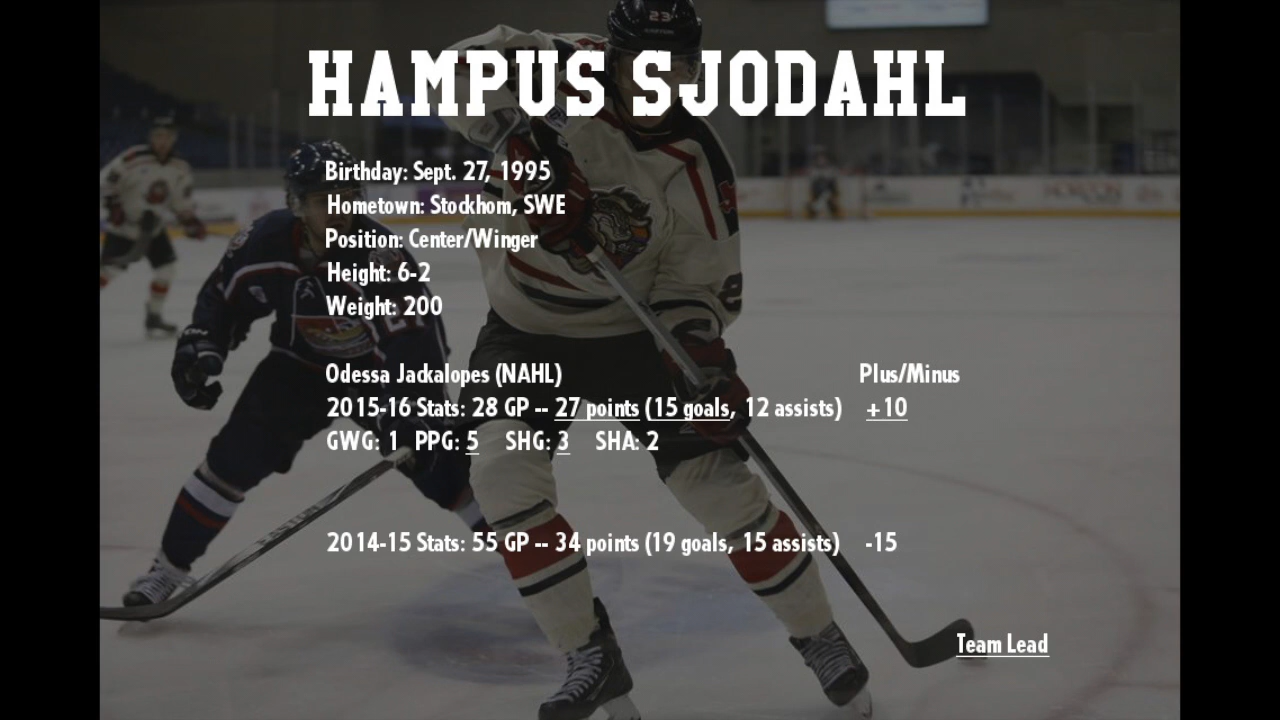 23
HAMPUS SJODAHL
Birthday: Sept. 27, 1995
Hometown: Stockhom, SWE
Position: Center/Winger
Height: 6-2
Weight: 200
Odessa Jackalopes (NAHL) Plus/Minus
2015-16 Stats: 28 GP -- 27 points (15 goals, 12 assists) +10
GWG: 1 PPG: 5 SHG: 3 SHA: 2
2014-15 Stats: 55 GP -- 34 points (19 goals, 15 assists) -15
Team Lead